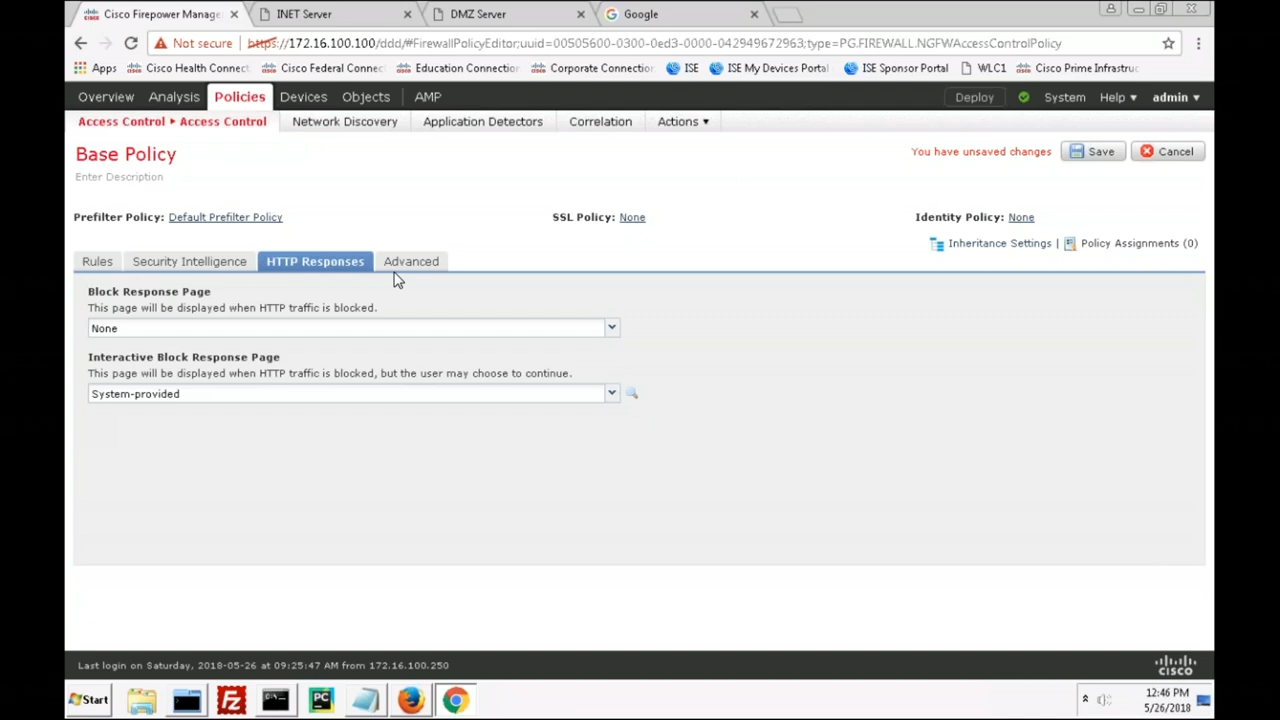 Cisco Firepower Manage
INET Server
DMZ Server
Google
Not secure
https://172.16.100.100/ddd/#FirewallPolicyEditor;uuid=00505600-0300-0ed3-0000-042949672963;type=PG.FIREWALL.NGFWAccessControlPolicy
Apps
Cisco Health Connec
Cisco Federal Connec
Education Connection
Corporate Connection
ISE
ISE My Devices Portal
ISE Sponsor Portal
WLC1
Cisco Prime Infrastruc
Overview Analysis Policies Devices Objects AMP
Deploy System Help admin
Access Control Access Control Network Discovery Application Detectors Correlation Actions
Base Policy
You have unsaved changes Save Cancel
Enter Description
Prefilter Policy: Default Prefilter Policy
SSL Policy: None
Identity Policy: None
Inheritance Settings | Policy Assignments (0)
Rules Security Intelligence HTTP Responses Advanced
Block Response Page
This page will be displayed when HTTP traffic is blocked.
None
Interactive Block Response Page
This page will be displayed when HTTP traffic is blocked, but the user may choose to continue.
System-provided
Last login on Saturday, 2018-05-26 at 09:25:47 AM from 172.16.100.250
CISCO
Start
PC
12:46 PM
5/26/2018